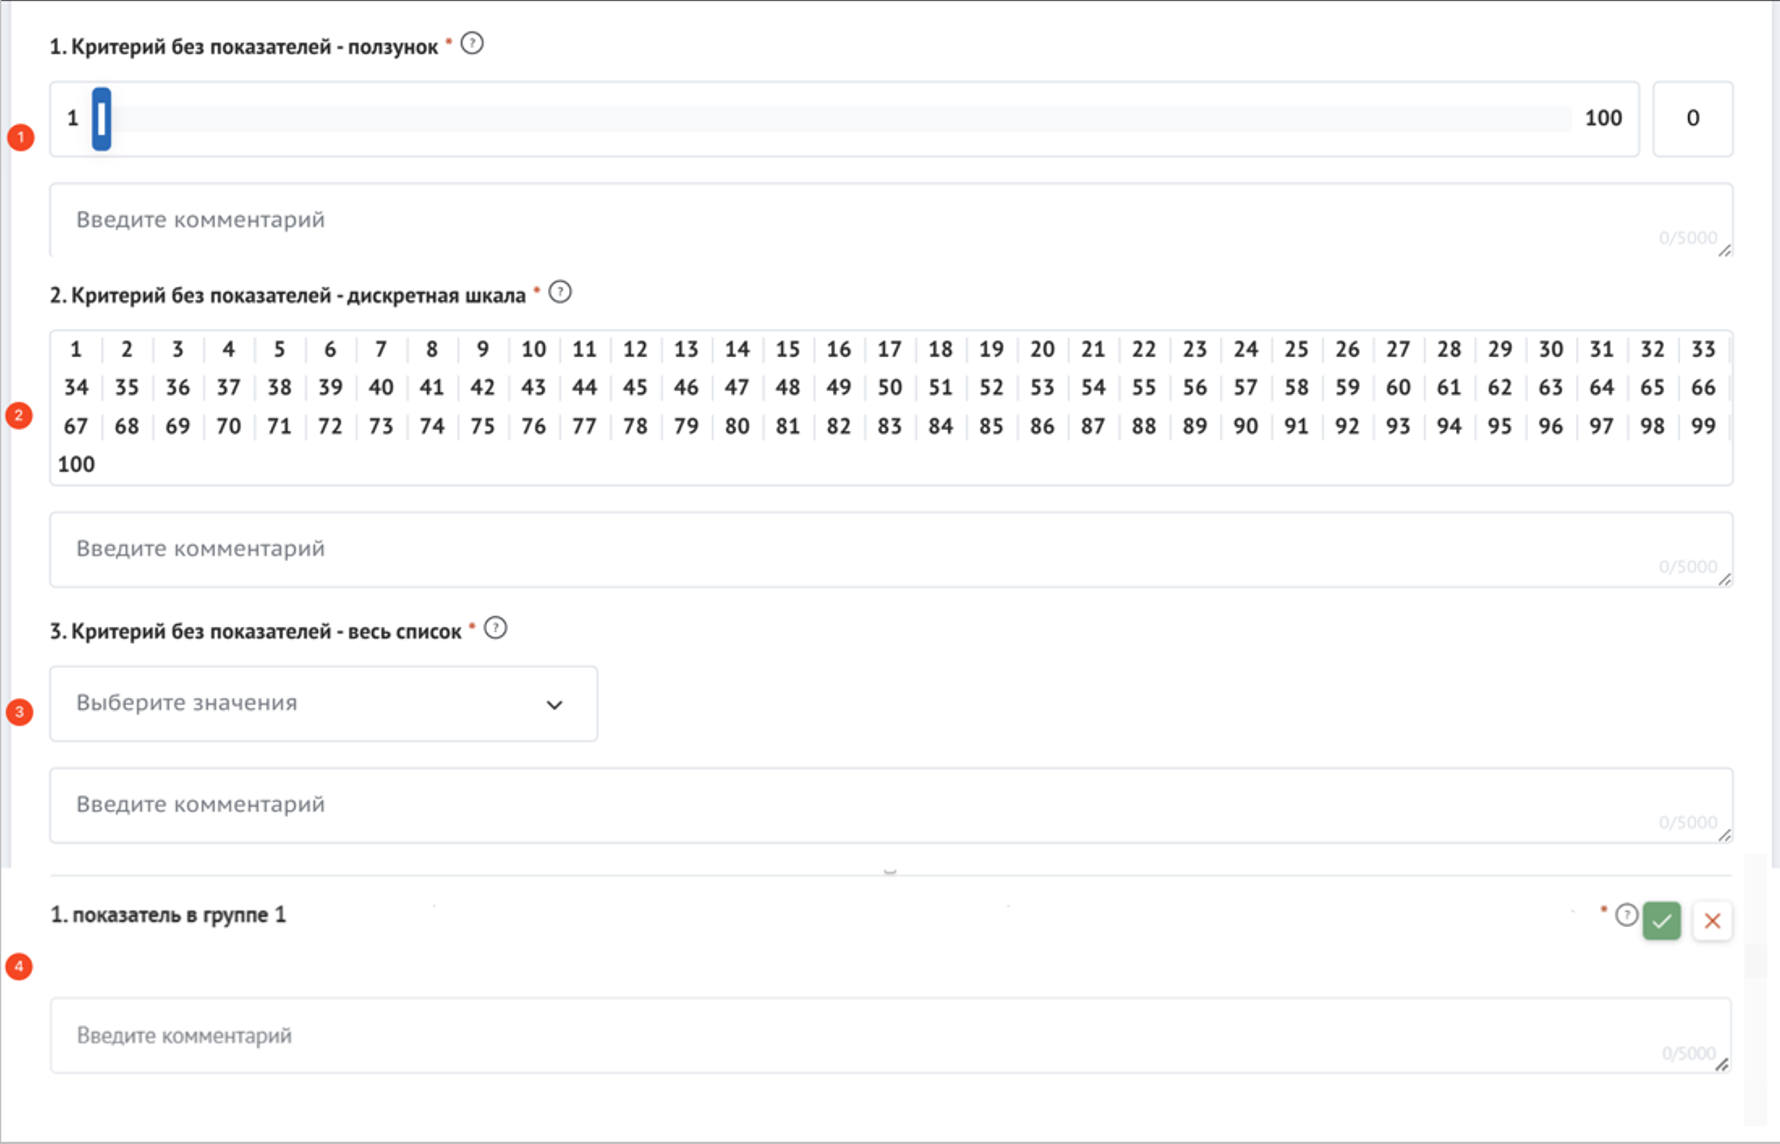 1. Критерий без показателей - ползунок * ?
1 100 0
1
Введите комментарий
0/5000
2. Критерий без показателей - дискретная шкала * ?
1 2 3 4 5 6 7 8 9 10 11 12 13 14 15 16 17 18 19 20 21 22 23 24 25 26 27 28 29 30 31 32 33
34 35 36 37 38 39 40 41 42 43 44 45 46 47 48 49 50 51 52 53 54 55 56 57 58 59 60 61 62 63 64 65 66
2
67 68 69 70 71 72 73 74 75 76 77 78 79 80 81 82 83 84 85 86 87 88 89 90 91 92 93 94 95 96 97 98 99
100
Введите комментарий
0/5000
3. Критерий без показателей - весь список * ?
Выберите значения
3
Введите комментарий
0/5000
1. показатель в группе 1 * ?
4
Введите комментарий
0/5000